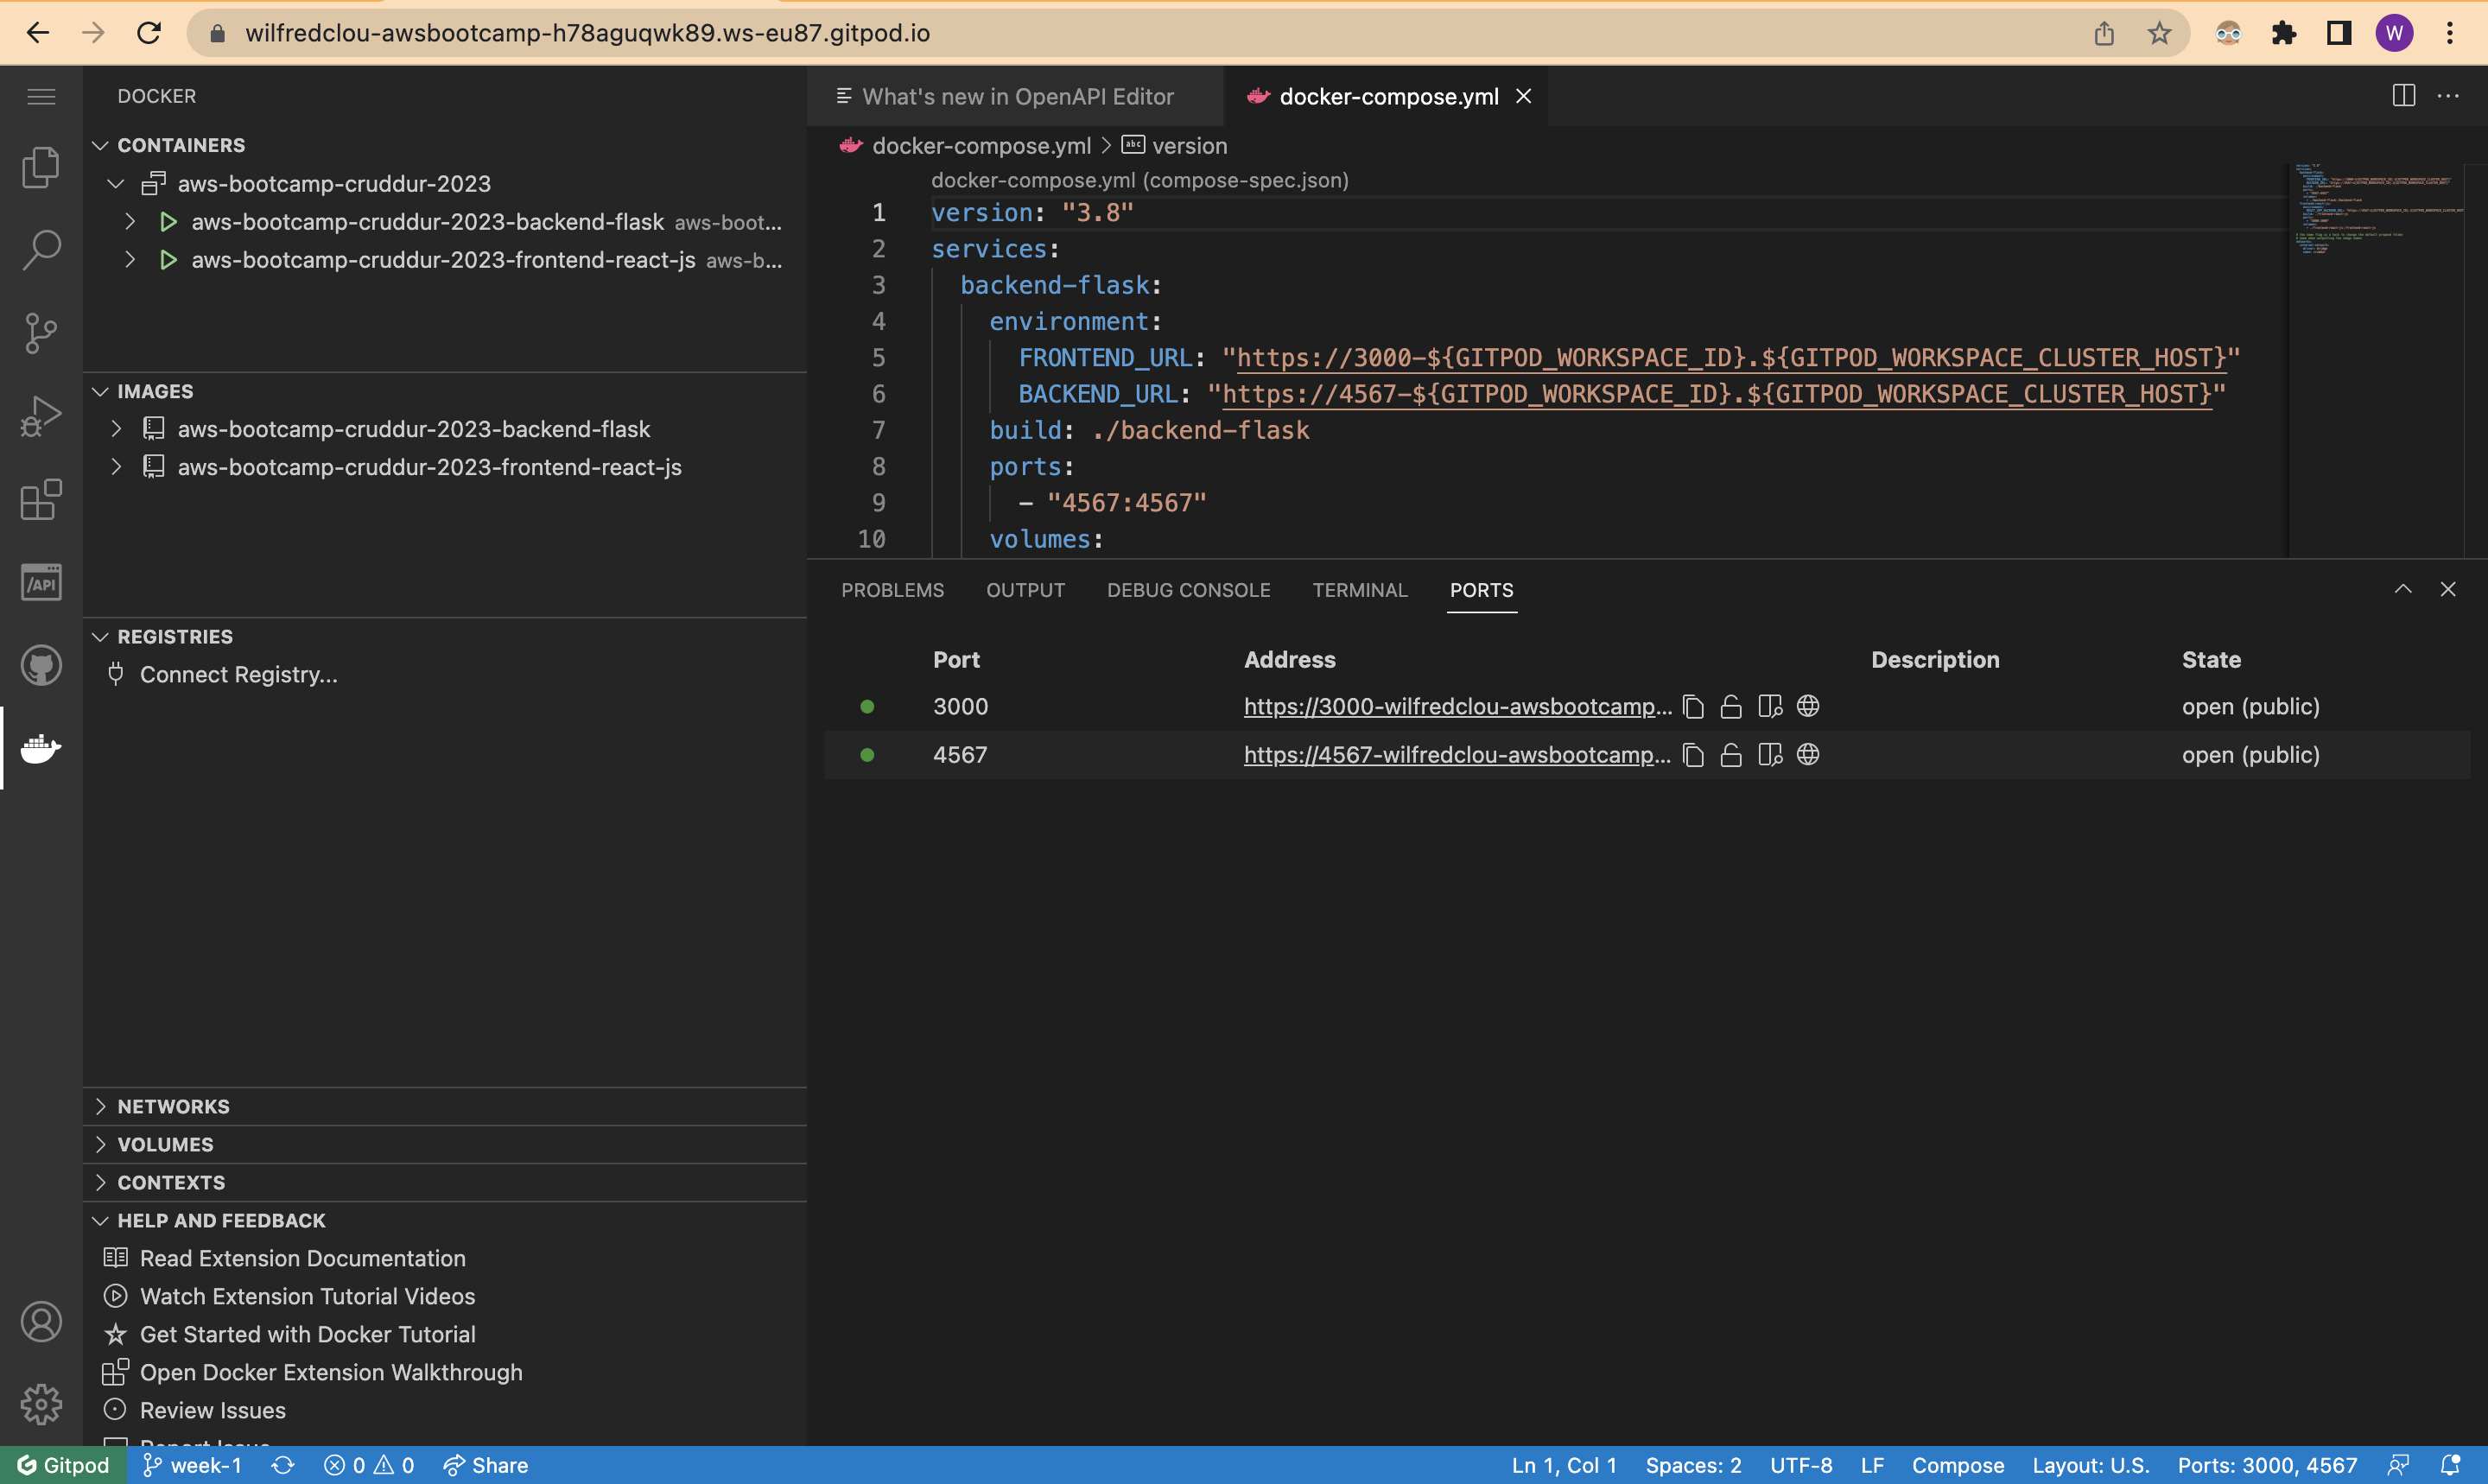 wilfredclou-awsbootcamp-h78aguqwk89.ws-eu87.gitpod.io
W
DOCKER
CONTAINERS
aws-bootcamp-cruddur-2023
aws-bootcamp-cruddur-2023-backend-flask aws-boot...
aws-bootcamp-cruddur-2023-frontend-react-js aws-b...
IMAGES
aws-bootcamp-cruddur-2023-backend-flask
aws-bootcamp-cruddur-2023-frontend-react-js
REGISTRIES
Connect Registry...
NETWORKS
VOLUMES
CONTEXTS
HELP AND FEEDBACK
Read Extension Documentation
Watch Extension Tutorial Videos
Get Started with Docker Tutorial
Open Docker Extension Walkthrough
Review Issues
/API
What's new in OpenAPI Editor
docker-compose.yml
docker-compose.yml > abc version
docker-compose.yml (compose-spec.json)
1 version: "3.8"
2 services:
3 backend-flask:
4 environment:
5 FRONTEND_URL: "https://3000-${GITPOD_WORKSPACE_ID}.${GITPOD_WORKSPACE_CLUSTER_HOST}"
6 BACKEND_URL: "https://4567-${GITPOD_WORKSPACE_ID}.${GITPOD_WORKSPACE_CLUSTER_HOST}"
7 build: ./backend-flask
8 ports:
9 - "4567:4567"
10 volumes:
PROBLEMS OUTPUT DEBUG CONSOLE TERMINAL PORTS
Port Address Description State
3000 https://3000-wilfredclou-awsbootcamp... open (public)
4567 https://4567-wilfredclou-awsbootcamp... open (public)
Gitpod week-1 0 0 Share Ln 1, Col 1 Spaces: 2 UTF-8 LF Compose Layout: U.S. Ports: 3000, 4567